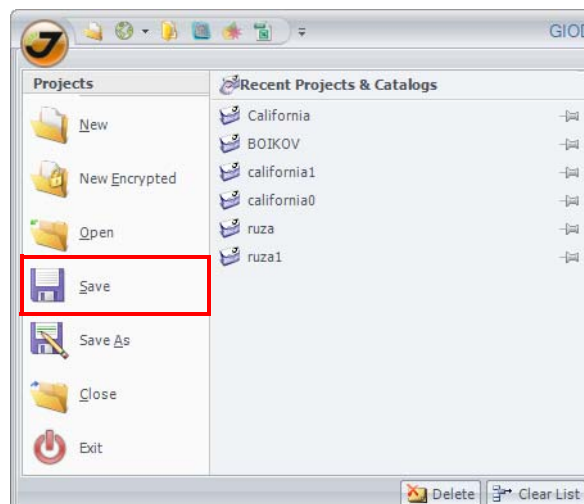 GIOD
Projects
New
New Encrypted
Open
Save
Save As
Close
Exit
Recent Projects & Catalogs
California
BOIKOV
california1
california0
ruza
ruza1
Delete
Clear List